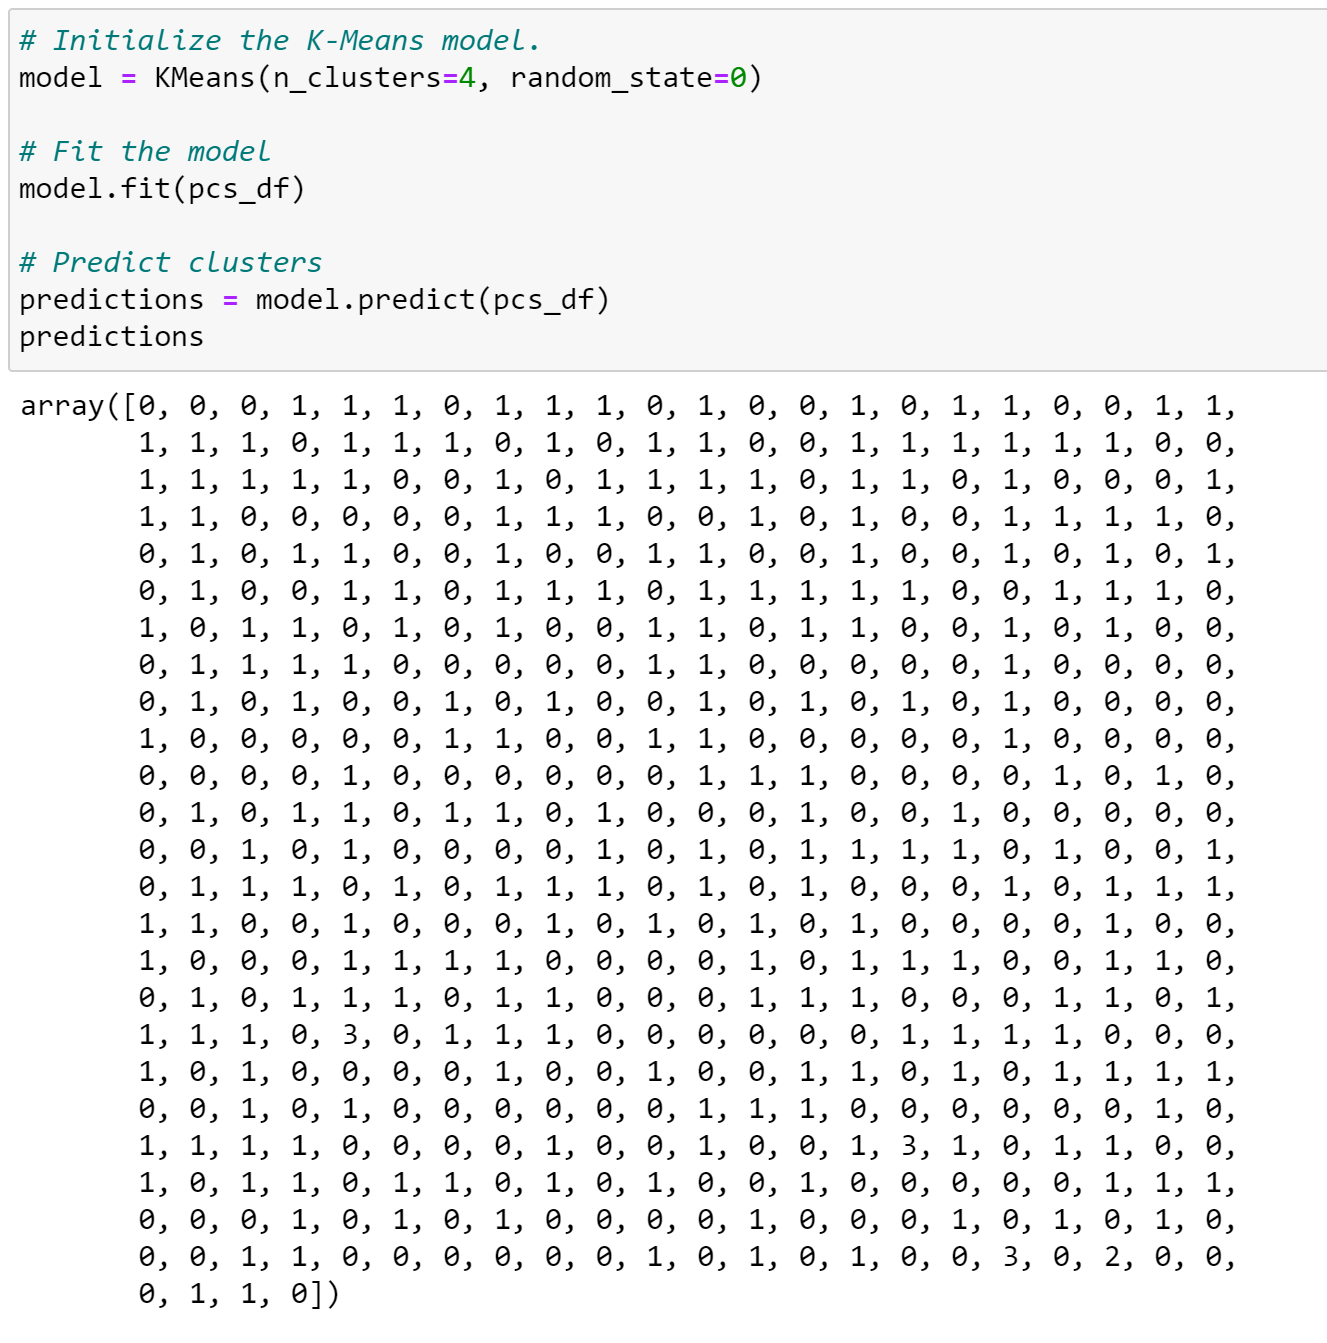 # Initialize the K-Means model.
model = KMeans(n_clusters=4, random_state=0)
# Fit the model
model.fit(pcs_df)
# Predict clusters
predictions = model.predict(pcs_df)
predictions
array([0, 0, 0, 1, 1, 1, 0, 1, 1, 1, 0, 1, 0, 0, 1, 0, 1, 1, 0, 0, 1, 1,
1, 1, 1, 0, 1, 1, 1, 0, 1, 0, 1, 1, 0, 0, 1, 1, 1, 1, 1, 1, 0, 0,
1, 1, 1, 1, 1, 0, 0, 1, 0, 1, 1, 1, 1, 0, 1, 1, 0, 1, 0, 0, 0, 1,
1, 1, 0, 0, 0, 0, 0, 1, 1, 1, 0, 0, 1, 0, 1, 0, 0, 1, 1, 1, 1, 0,
0, 1, 0, 1, 1, 0, 0, 1, 0, 0, 1, 1, 0, 0, 1, 0, 0, 1, 0, 1, 0, 1,
0, 1, 0, 0, 1, 1, 0, 1, 1, 1, 0, 1, 1, 1, 1, 1, 0, 0, 1, 1, 1, 0,
1, 0, 1, 1, 0, 1, 0, 1, 0, 0, 1, 1, 0, 1, 1, 0, 0, 1, 0, 1, 0, 0,
0, 1, 1, 1, 1, 0, 0, 0, 0, 0, 1, 1, 0, 0, 0, 0, 0, 1, 0, 0, 0, 0,
0, 1, 0, 1, 0, 0, 1, 0, 1, 0, 0, 1, 0, 1, 0, 1, 0, 1, 0, 0, 0, 0,
1, 0, 0, 0, 0, 0, 1, 1, 0, 0, 1, 1, 0, 0, 0, 0, 0, 1, 0, 0, 0, 0,
0, 0, 0, 0, 1, 0, 0, 0, 0, 0, 0, 1, 1, 1, 0, 0, 0, 0, 1, 0, 1, 0,
0, 1, 0, 1, 1, 0, 1, 1, 0, 1, 0, 0, 0, 1, 0, 0, 1, 0, 0, 0, 0, 0,
0, 0, 1, 0, 1, 0, 0, 0, 0, 1, 0, 1, 0, 1, 1, 1, 1, 0, 1, 0, 0, 1,
0, 1, 1, 1, 0, 1, 0, 1, 1, 1, 0, 1, 0, 1, 0, 0, 0, 1, 0, 1, 1, 1,
1, 1, 0, 0, 1, 0, 0, 0, 1, 0, 1, 0, 1, 0, 1, 0, 0, 0, 0, 1, 0, 0,
1, 0, 0, 0, 1, 1, 1, 1, 0, 0, 0, 0, 1, 0, 1, 1, 1, 0, 0, 1, 1, 0,
0, 1, 0, 1, 1, 1, 0, 1, 1, 0, 0, 0, 1, 1, 1, 0, 0, 0, 1, 1, 0, 1,
1, 1, 1, 0, 3, 0, 1, 1, 1, 0, 0, 0, 0, 0, 0, 1, 1, 1, 1, 0, 0, 0,
1, 0, 1, 0, 0, 0, 0, 1, 0, 0, 1, 0, 0, 1, 1, 0, 1, 0, 1, 1, 1, 1,
0, 0, 1, 0, 1, 0, 0, 0, 0, 0, 0, 1, 1, 1, 0, 0, 0, 0, 0, 0, 1, 0,
1, 1, 1, 1, 0, 0, 0, 0, 1, 0, 0, 1, 0, 0, 1, 3, 1, 0, 1, 1, 0, 0,
1, 0, 1, 1, 0, 1, 1, 0, 1, 0, 1, 0, 0, 1, 0, 0, 0, 0, 0, 1, 1, 1,
0, 0, 0, 1, 0, 1, 0, 1, 0, 0, 0, 0, 1, 0, 0, 0, 1, 0, 1, 0, 1, 0,
0, 0, 1, 1, 0, 0, 0, 0, 0, 0, 1, 0, 1, 0, 1, 0, 0, 3, 0, 2, 0, 0,
0, 1, 1, 0])